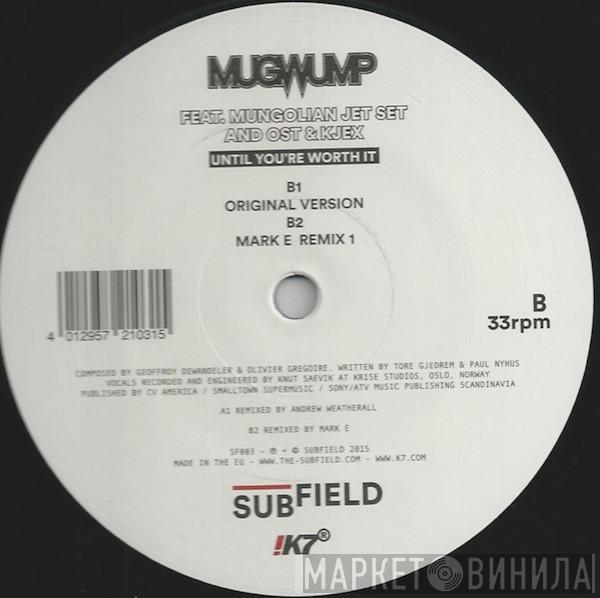 MUGWUMP
FEAT. MUNGOLIAN JET SET
AND OST & KJEX
UNTIL YOU'RE WORTH IT
B1
ORIGINAL VERSION
B2
MARK E REMIX 1
B
33rpm
4 012957 210315
COMPOSED BY GEOFFROY DEWANDELER & OLIVIER GREGOIRE. WRITTEN BY TORE GJEDREM & PAUL NYHUS
VOCALS RECORDED AND ENGINEERED BY KNUT SAEVIK AT KRISE STUDIOS, OSLO, NORWAY
PUBLISHED BY CV AMERICA / SMALLTOWN SUPERMUSIC / SONY/ATV MUSIC PUBLISHING SCANDINAVIA
A1 REMIXED BY ANDREW WEATHERALL
B2 REMIXED BY MARK E
SF003 - ℗ + © SUBFIELD 2015
MADE IN THE EU - WWW.THE-SUBFIELD.COM - WWW.K7.COM
SUBFIELD
!K7®
МАРКЕТ ВИНИЛА